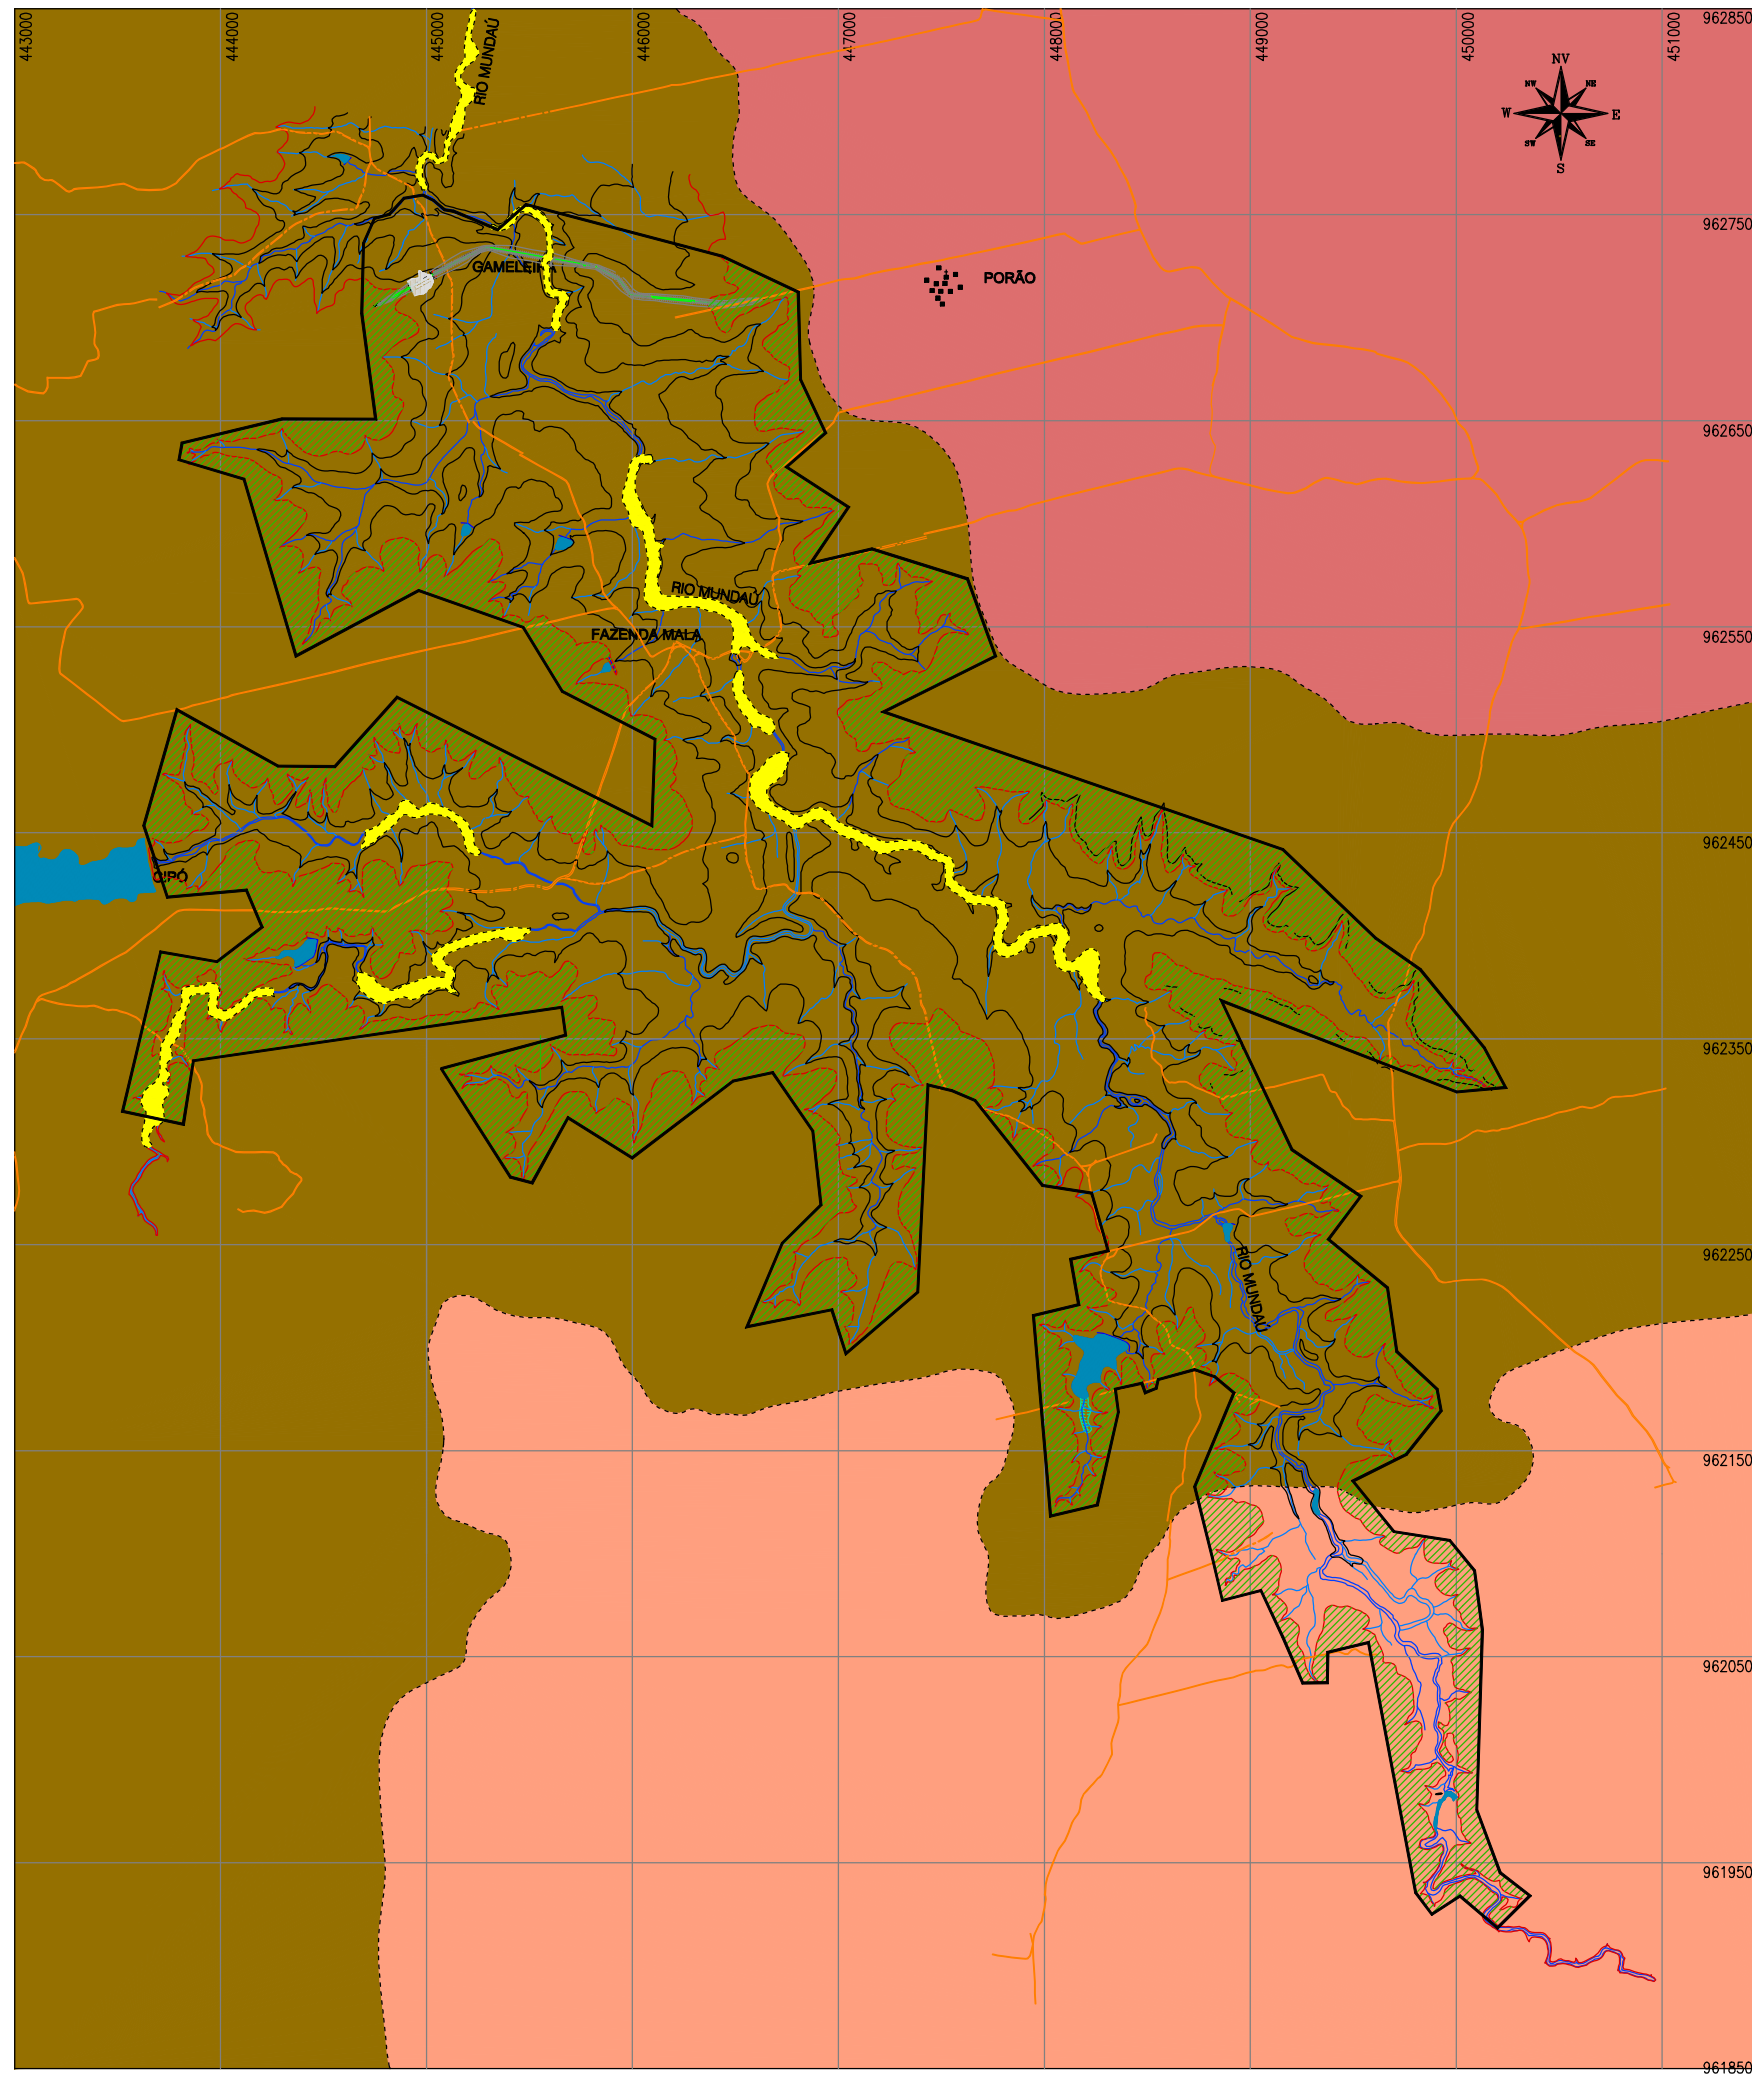 443000
444000
445000
446000
447000
448000
449000
450000
451000
962850
RIO MUNDAÚ
NV
NW
NE
W
E
SW
SE
S
962750
GAMELEIRA
PORÃO
962650
RIO MUNDAÚ
FAZENDA MALA
962550
962450
CIPÓ
962350
962250
RIO MUNDAÚ
962150
962050
961950
961850